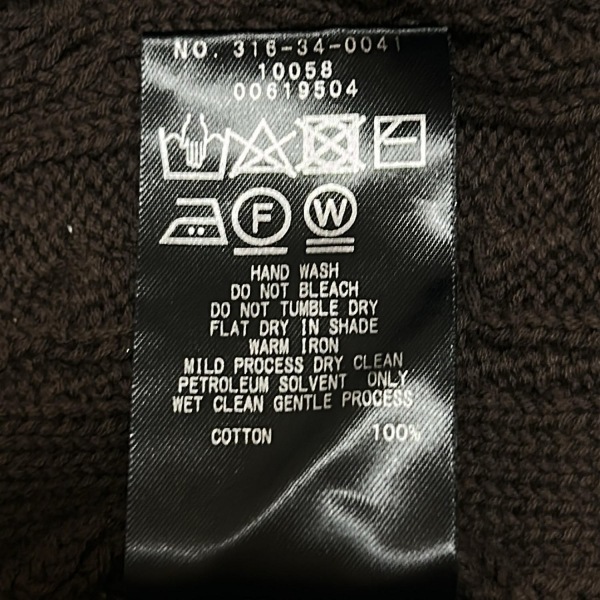 NO. 316-34-0041
10058
00619504
F W
HAND WASH
DO NOT BLEACH
DO NOT TUMBLE DRY
FLAT DRY IN SHADE
WARM IRON
MILD PROCESS DRY CLEAN
PETROLEUM SOLVENT ONLY
WET CLEAN GENTLE PROCESS
COTTON 100%